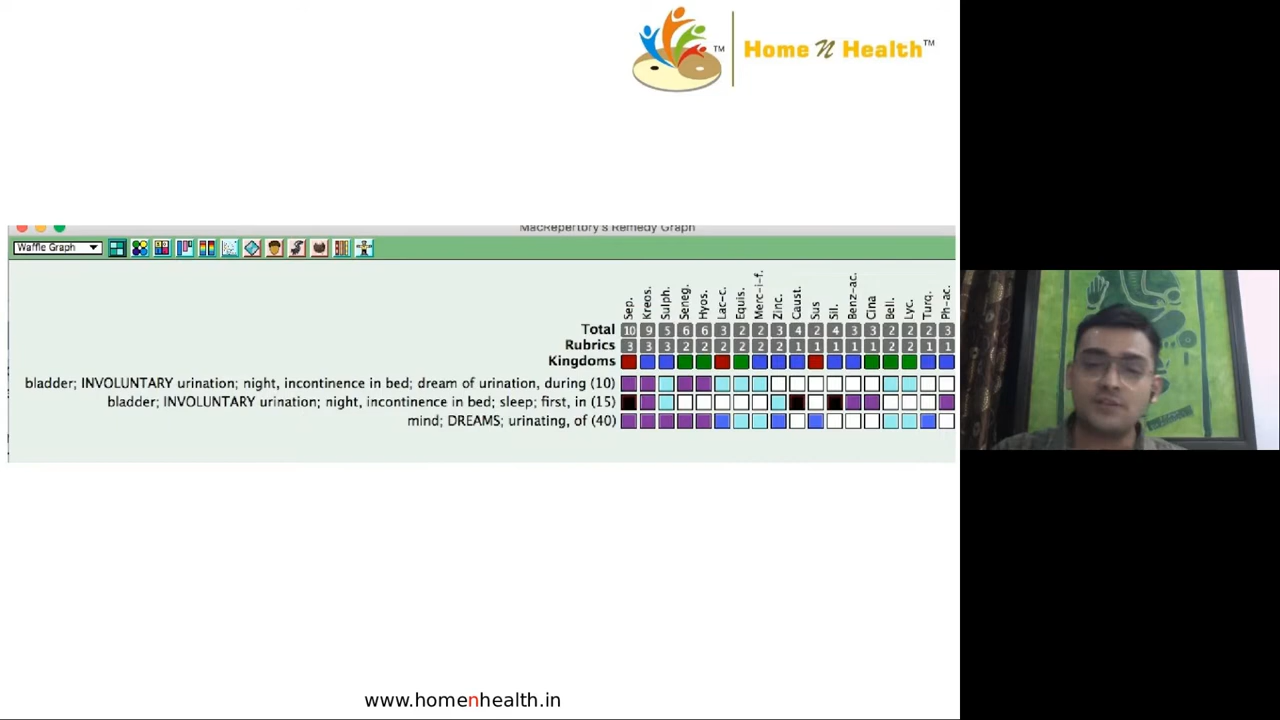 Home N Health™
™
MacRepertory's Remedy Graph
Waffle Graph
Sep. Kreos. Sulph. Seneg. Hyos. Lac-c. Equis. Merc-i-f. Zinc. Caust. Sus Sil. Benz-ac. Cina Bell. Lyc. Turq. Ph-ac.
Total 10 9 5 6 6 3 2 2 3 4 2 4 3 3 2 2 2 3
Rubrics 3 3 3 2 2 2 2 2 2 1 1 1 1 1 2 2 1 1
Kingdoms
bladder; INVOLUNTARY urination; night, incontinence in bed; dream of urination, during (10)
bladder; INVOLUNTARY urination; night, incontinence in bed; sleep; first, in (15)
mind; DREAMS; urinating, of (40)
www.homenhealth.in